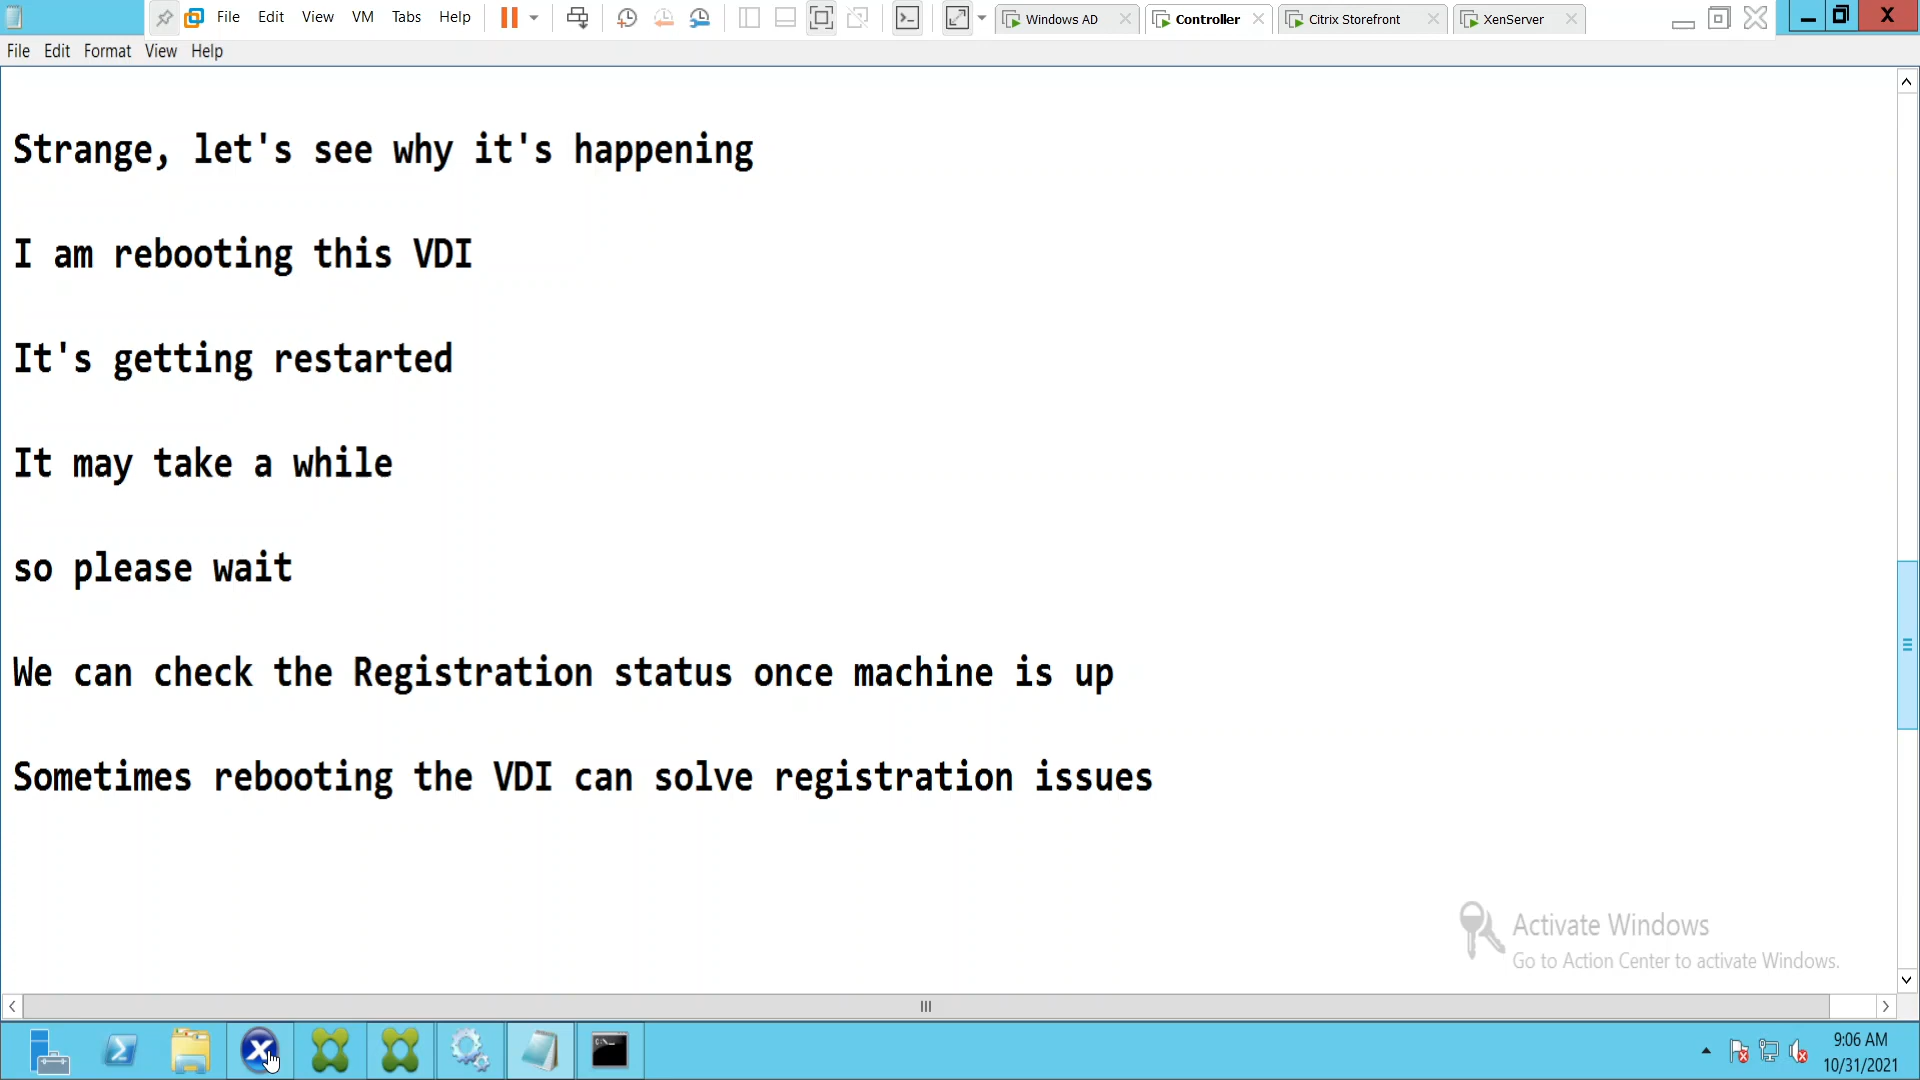 File Edit View VM Tabs Help Windows AD Controller Citrix Storefront XenServer
File Edit Format View Help
Strange, let's see why it's happening
I am rebooting this VDI
It's getting restarted
It may take a while
so please wait
We can check the Registration status once machine is up
Sometimes rebooting the VDI can solve registration issues
Activate Windows
Go to Action Center to activate Windows.
9:06 AM
10/31/2021